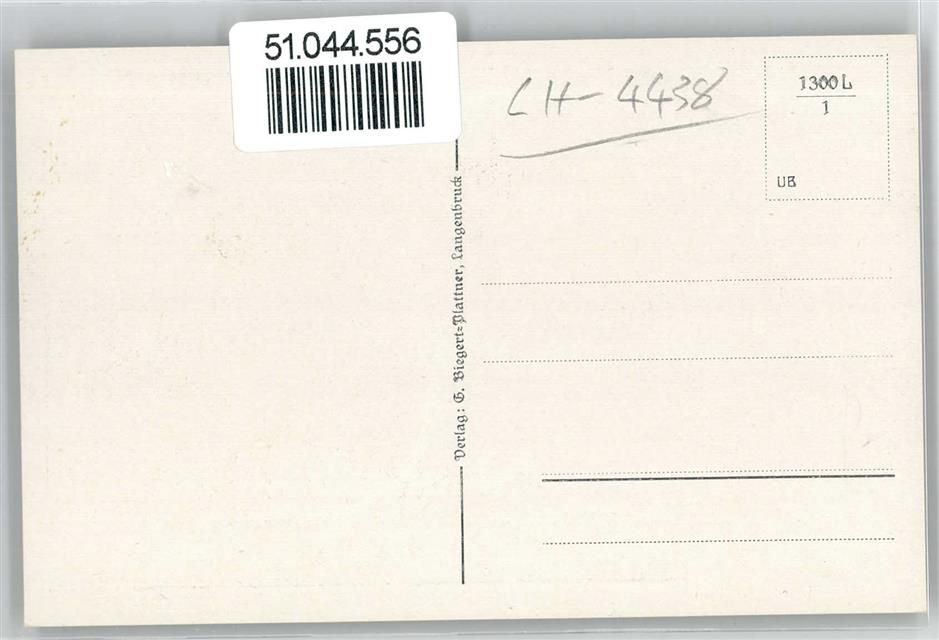 51.044.556
CH-4438
1300 L
1
UB
Verlag: G. Biegert=Plattner, Langenbruck